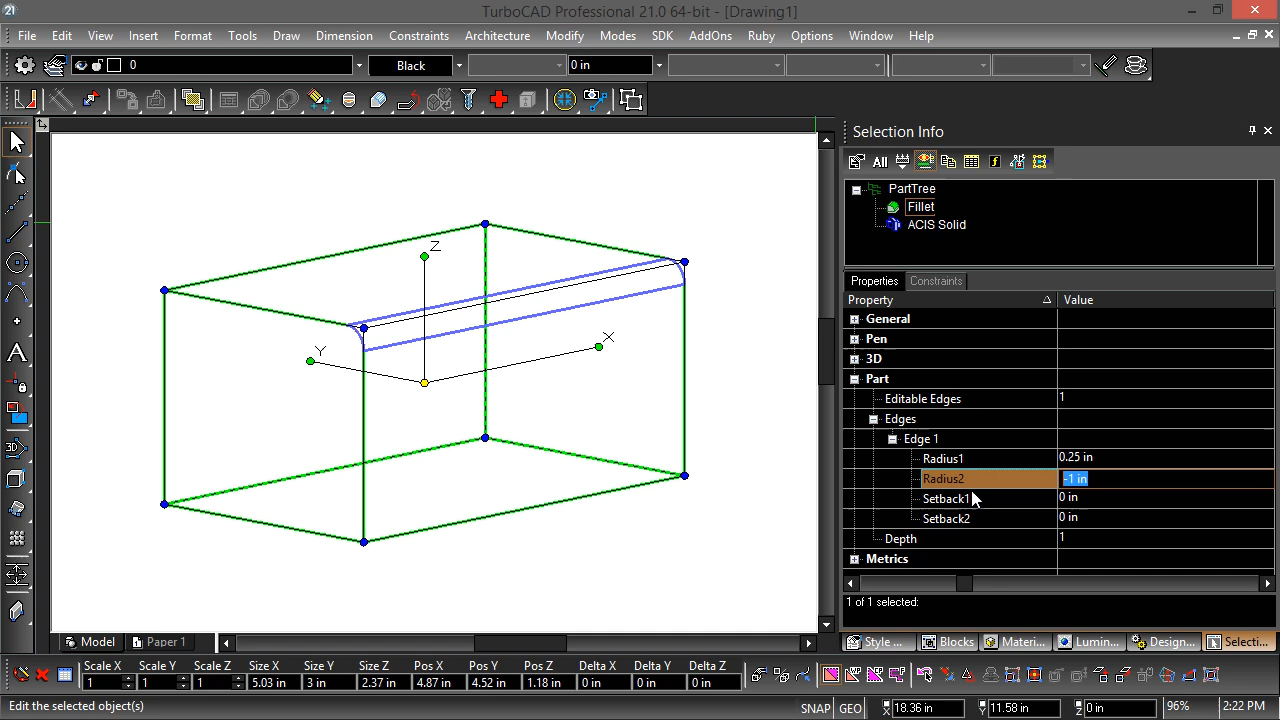 21 TurboCAD Professional 21.0 64-bit - [Drawing1]
File Edit View Insert Format Tools Draw Dimension Constraints Architecture Modify Modes SDK AddOns Ruby Options Window Help
0 Black 0 in
Selection Info
All
PartTree
Fillet
ACIS Solid
Properties Constraints
Property Value
General
Pen
3D
Part
Editable Edges 1
Edges
Edge 1
Radius1 0.25 in
Radius2 -1 in
Setback1 0 in
Setback2 0 in
Depth 1
Metrics
1 of 1 selected:
Z
Y
X
3D
Model Paper 1
Style ... Blocks Materi... Lumin... Design... Selecti...
Scale X Scale Y Scale Z Size X Size Y Size Z Pos X Pos Y Pos Z Delta X Delta Y Delta Z
1 1 1 5.03 in 3 in 2.37 in 4.87 in 4.52 in 1.18 in 0 in 0 in 0 in
Edit the selected object(s) SNAP GEO X 18.36 in Y 11.58 in Z 0 in 96% 2:22 PM